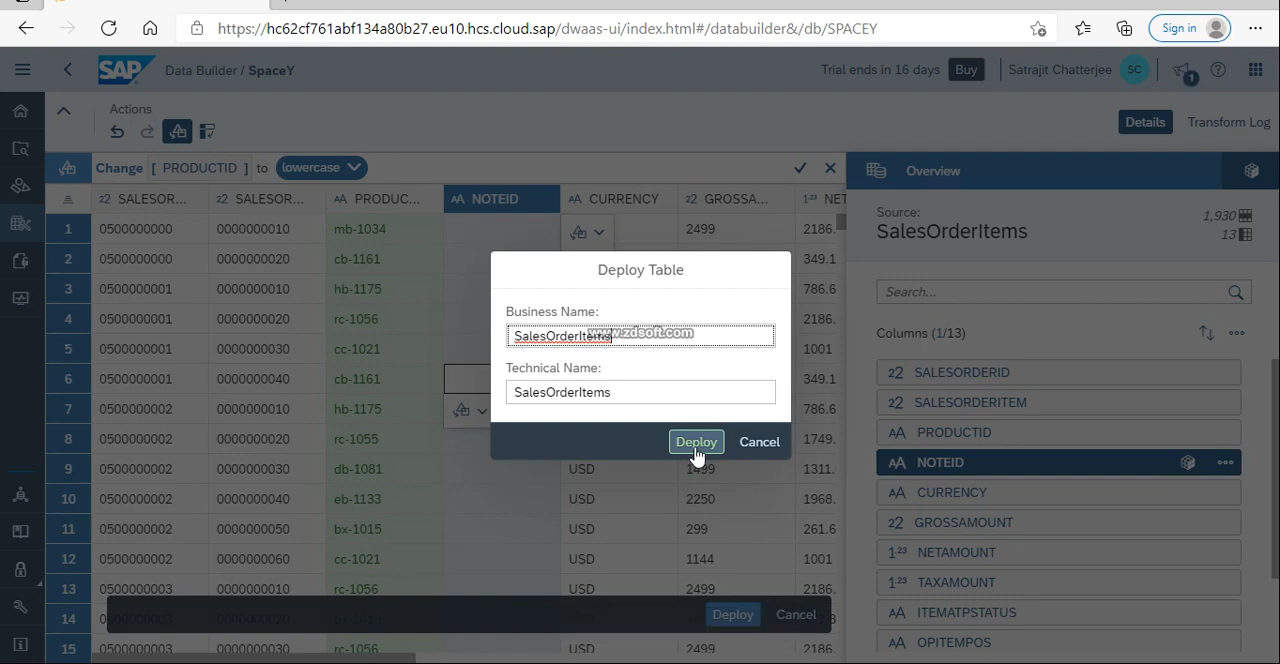 https://hc62cf761abf134a80b27.eu10.hcs.cloud.sap/dwaas-ui/index.html#/databuilder&/db/SPACEY
Sign in
SAP
Data Builder / SpaceY
Trial ends in 16 days
Buy
Satrajit Chatterjee
SC
1
Actions
Details
Transform Log
Change [ PRODUCTID ] to lowercase
Overview
SALESOR...
SALESOR...
PRODUC...
NOTEID
CURRENCY
GROSSA...
NET
1 0500000000 0000000010 mb-1034 2499 2186.
2 0500000000 0000000020 cb-1161 349.1
3 0500000001 0000000010 hb-1175 786.6
4 0500000001 0000000020 rc-1056 2186.
5 0500000001 0000000030 cc-1021 1001
6 0500000001 0000000040 cb-1161 349.1
7 0500000002 0000000010 hb-1175 786.6
8 0500000002 0000000020 rc-1055 1749.
9 0500000002 0000000030 db-1081 USD 1499 1311.
10 0500000002 0000000040 eb-1133 USD 2250 1968.
11 0500000002 0000000050 bx-1015 USD 299 261.6
12 0500000002 0000000060 cc-1021 USD 1144 1001
13 0500000003 0000000010 rc-1056 USD 2499 2186.
14
15 0500000003 0000000030 rc-1056 USD 2499 2186.
Deploy
Cancel
Deploy Table
Business Name:
SalesOrderItems
www.zdsoft.com
Technical Name:
SalesOrderItems
Deploy
Cancel
Source:
SalesOrderItems
1,930
13
Search...
Columns (1/13)
SALESORDERID
SALESORDERITEM
PRODUCTID
NOTEID
CURRENCY
GROSSAMOUNT
NETAMOUNT
TAXAMOUNT
ITEMATPSTATUS
OPITEMPOS